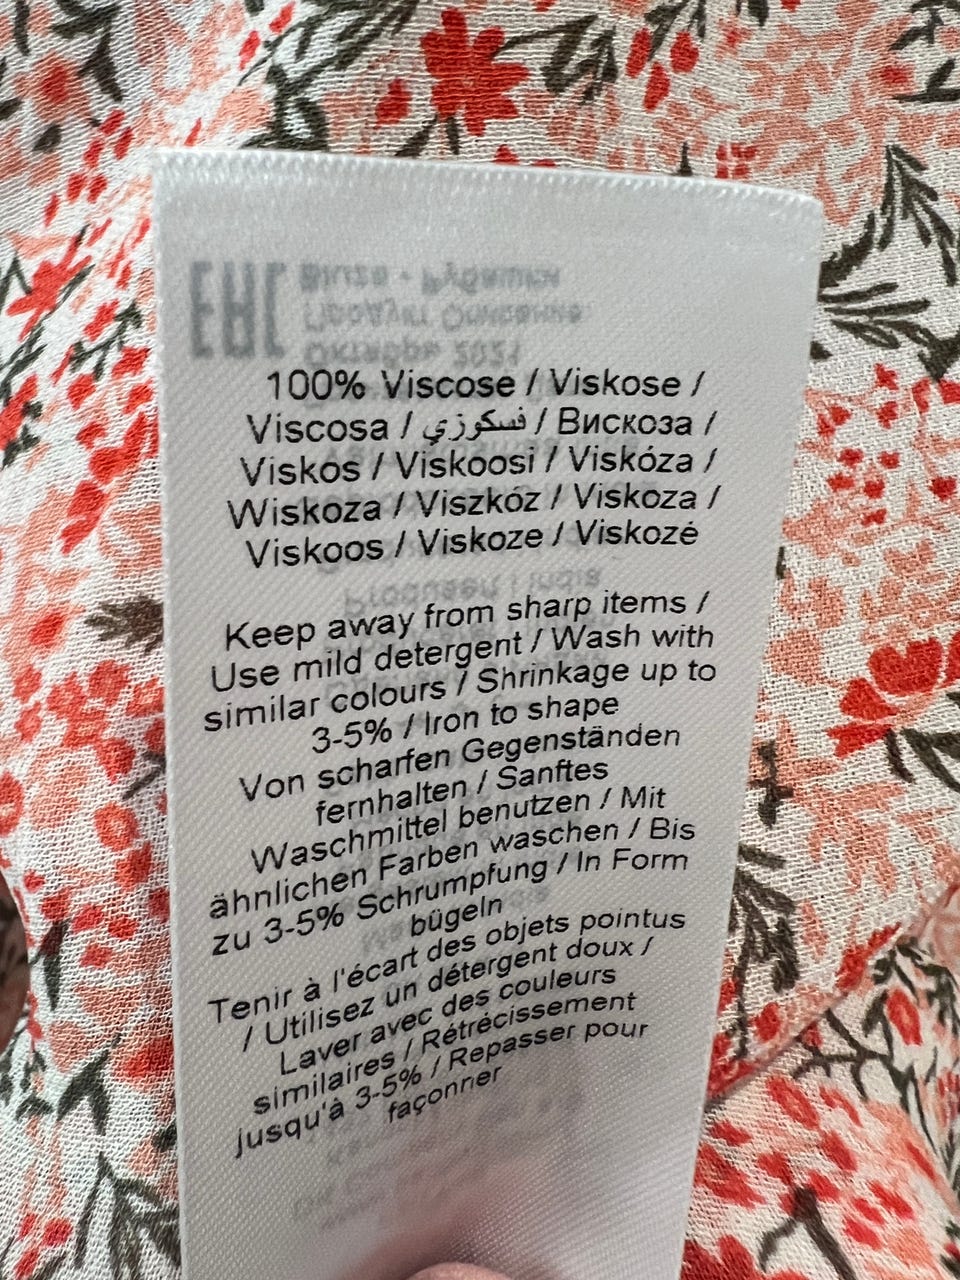 100% Viscose / Viskose /
Viscosa / فسكوزي / Вискоза /
Viskos / Viskoosi / Viskóza /
Wiskoza / Viszkóz / Viskoza /
Viskoos / Viskoze / Viskozė
Keep away from sharp items /
Use mild detergent / Wash with
similar colours / Shrinkage up to
3-5% / Iron to shape
Von scharfen Gegenständen
fernhalten / Sanftes
Waschmittel benutzen / Mit
ähnlichen Farben waschen / Bis
zu 3-5% Schrumpfung / In Form
bügeln
Tenir à l'écart des objets pointus
/ Utilisez un détergent doux /
Laver avec des couleurs
similaires / Rétrécissement
jusqu'à 3-5% / Repasser pour
façonner